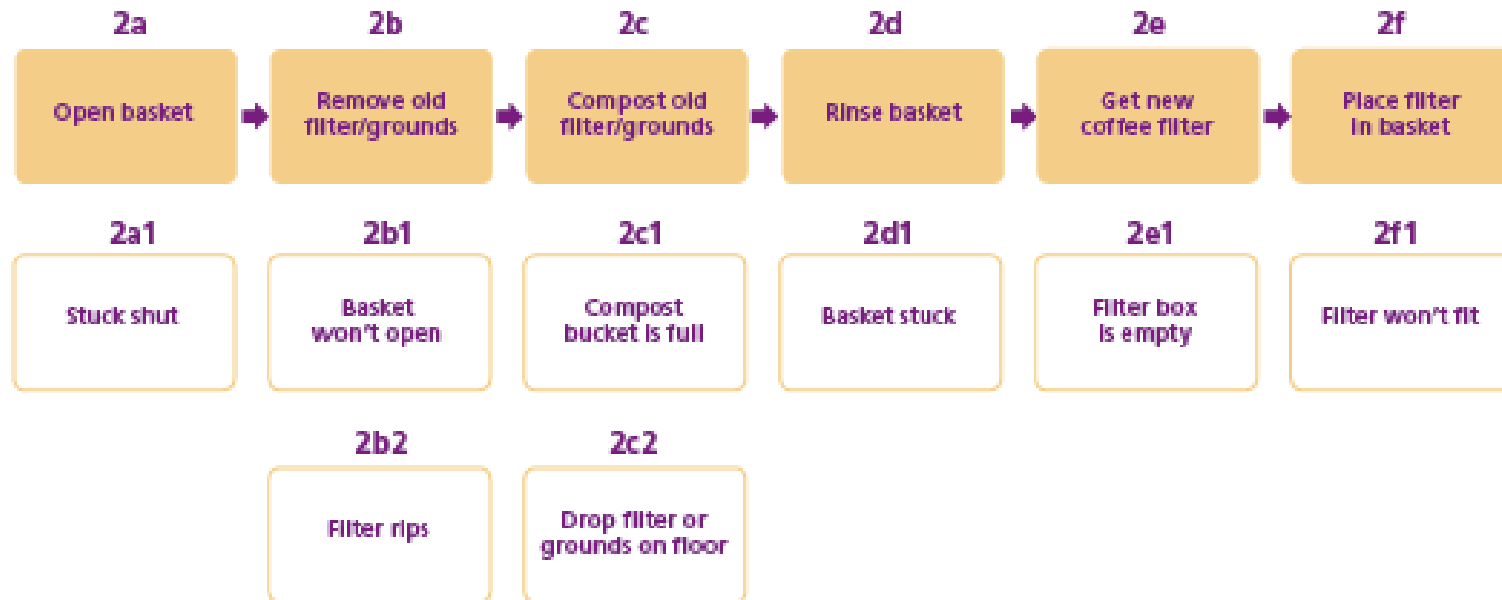 2a
2b
2c
2d
2e
2f
Open basket
Remove old
filter/grounds
Compost old
filter/grounds
Rinse basket
Get new
coffee filter
Place filter
in basket
2a1
2b1
2c1
2d1
2e1
2f1
Stuck shut
Basket
won't open
Compost
bucket is full
Basket stuck
Filter box
is empty
Filter won't fit
2b2
2c2
Filter rips
Drop filter or
grounds on floor